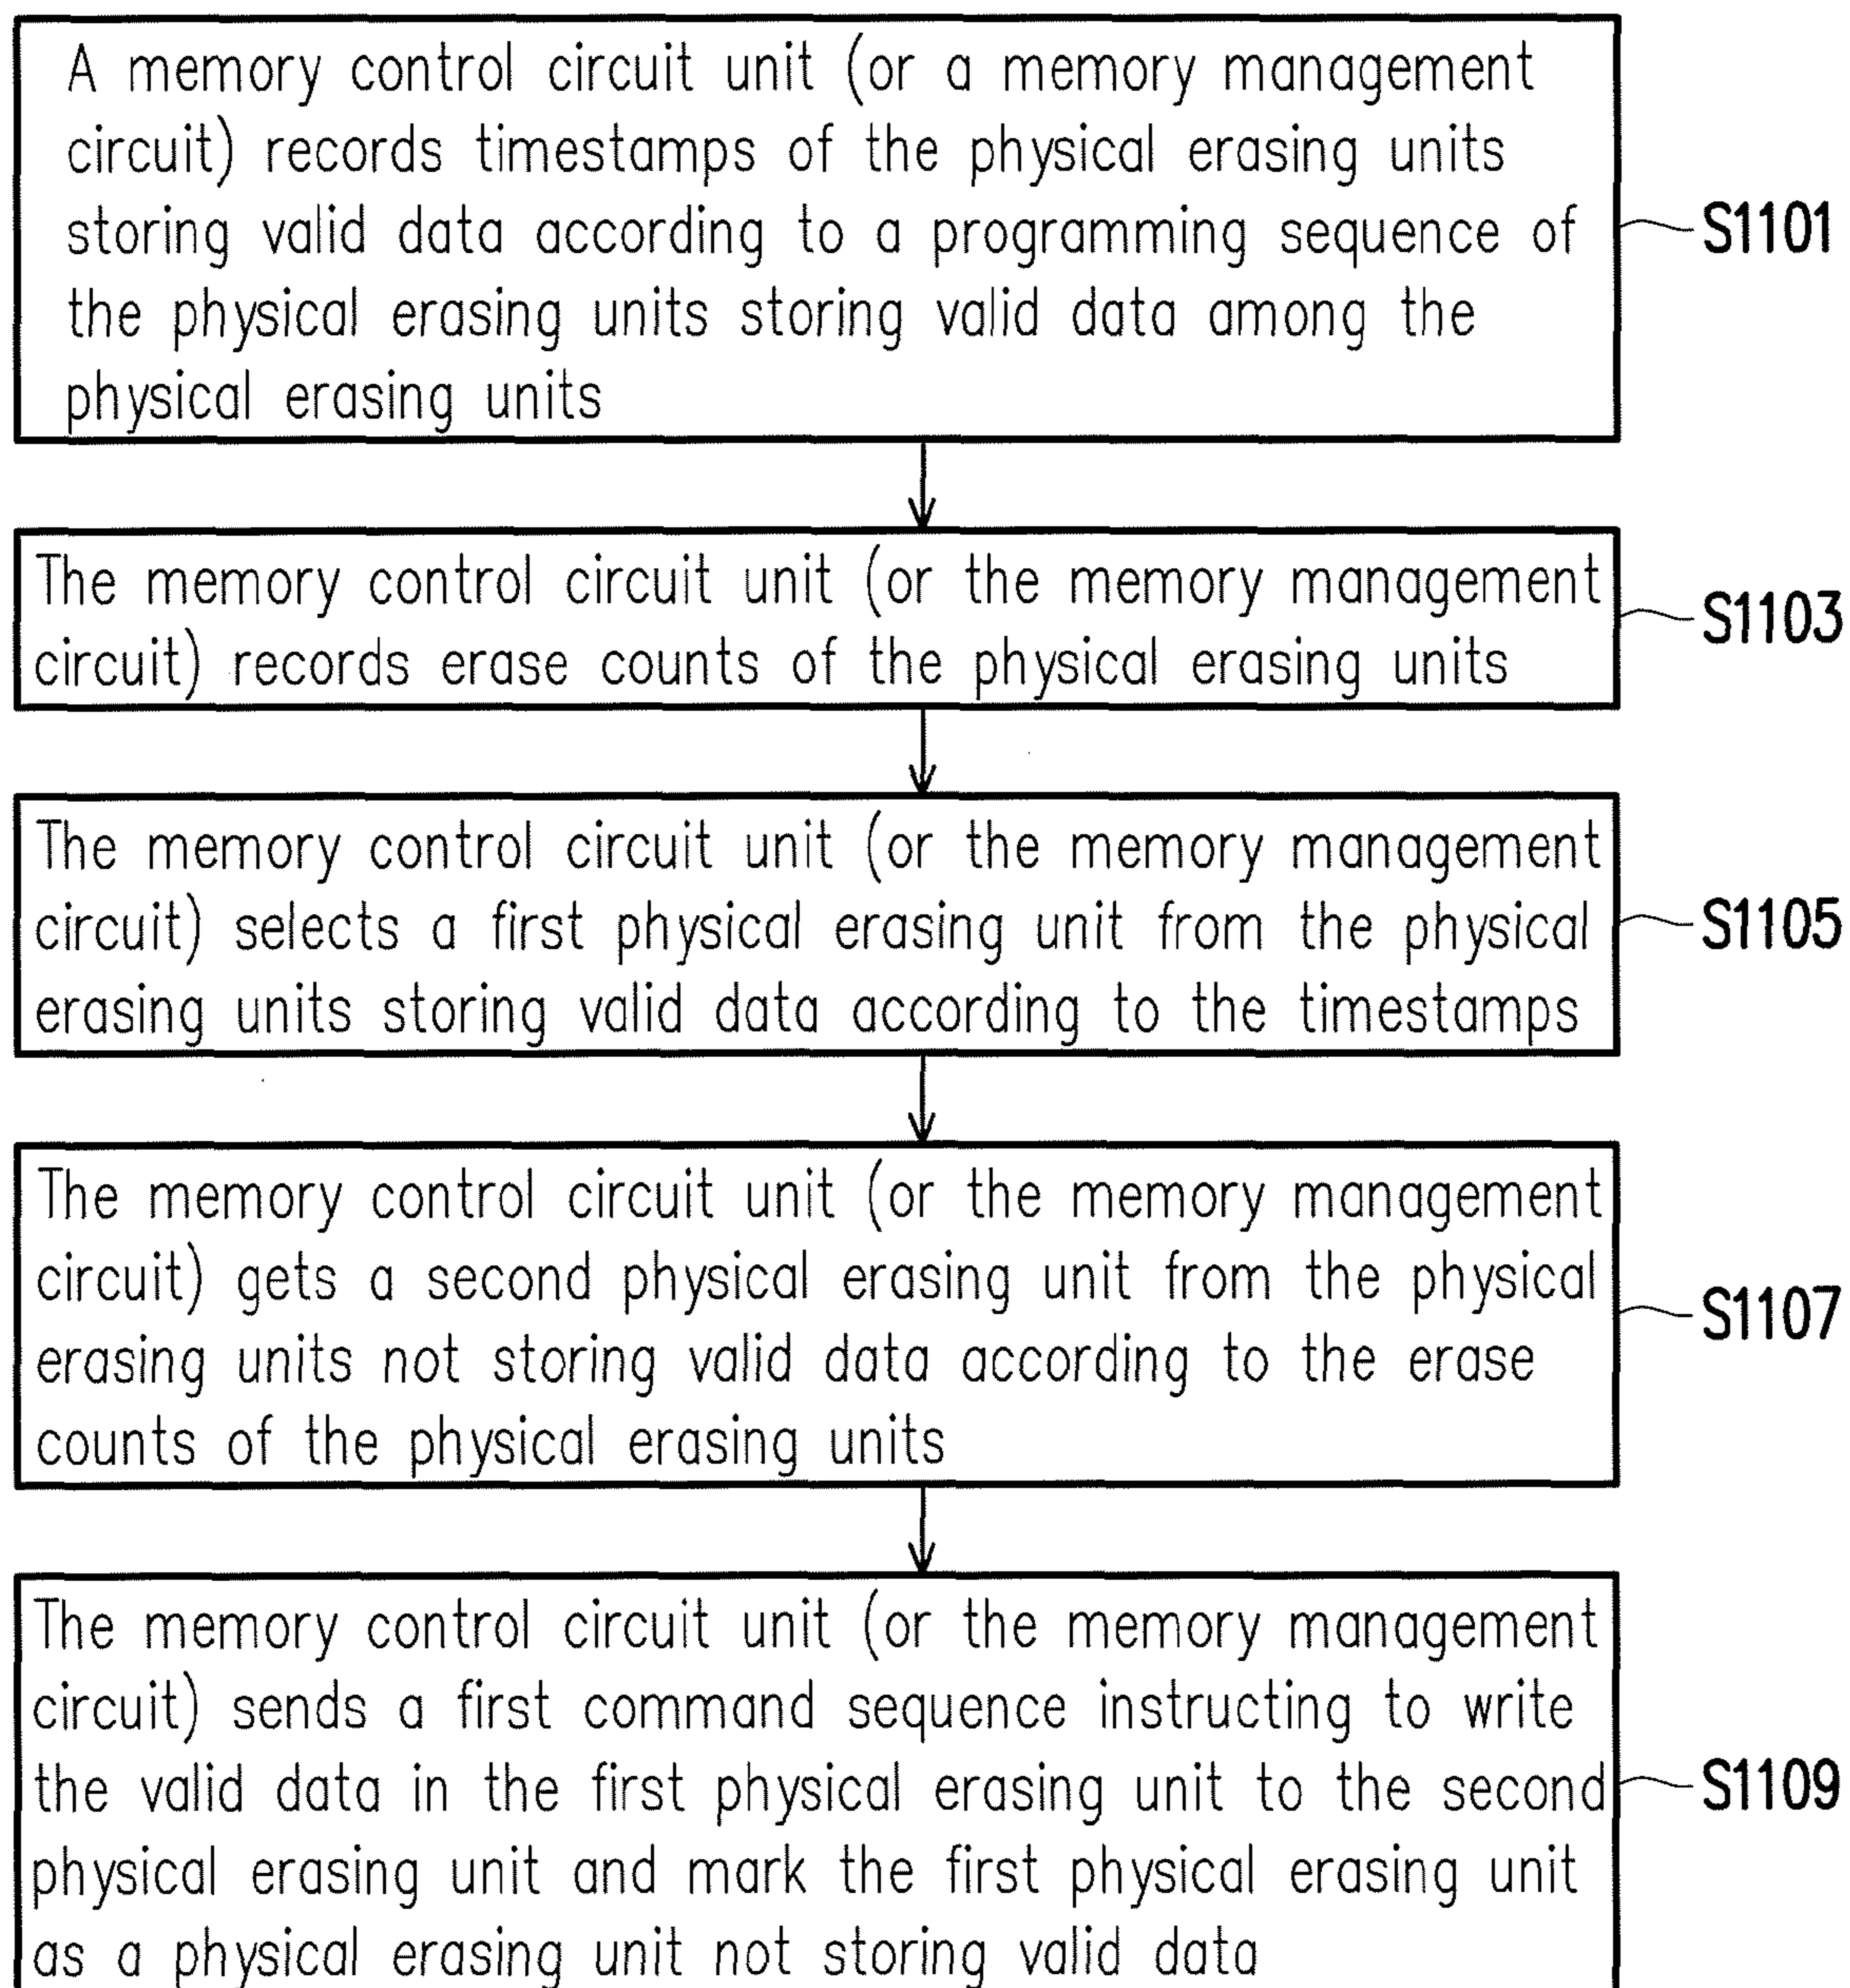 A memory control circuit unit (or a memory management
circuit) records timestamps of the physical erasing units
storing valid data according to a programming sequence of
the physical erasing units storing valid data among the
physical erasing units
S1101
The memory control circuit unit (or the memory management
circuit) records erase counts of the physical erasing units
S1103
The memory control circuit unit (or the memory management
circuit) selects a first physical erasing unit from the physical
erasing units storing valid data according to the timestamps
S1105
The memory control circuit unit (or the memory management
circuit) gets a second physical erasing unit from the physical
erasing units not storing valid data according to the erase
counts of the physical erasing units
S1107
The memory control circuit unit (or the memory management
circuit) sends a first command sequence instructing to write
the valid data in the first physical erasing unit to the second
physical erasing unit and mark the first physical erasing unit
as a physical erasing unit not storing valid data
S1109